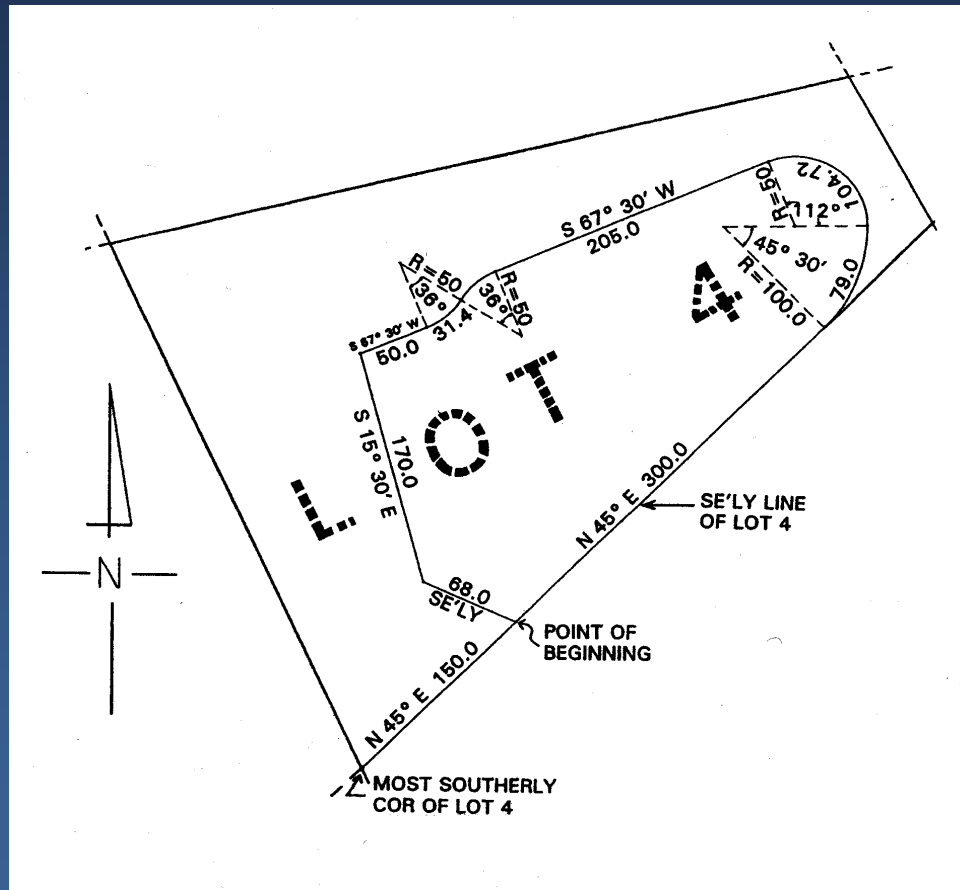 S 67° 30' W
205.0
R=50
104.72
112°
45° 30'
R=100.0
79.0
R=50
36°
36°
R=50
31.4
S 67° 30' W
50.0
S 15° 30' E
170.0
LOT 4
N 45° E 300.0
SE'LY LINE
OF LOT 4
N
68.0
SE'LY
POINT OF
BEGINNING
N 45° E 150.0
MOST SOUTHERLY
COR OF LOT 4